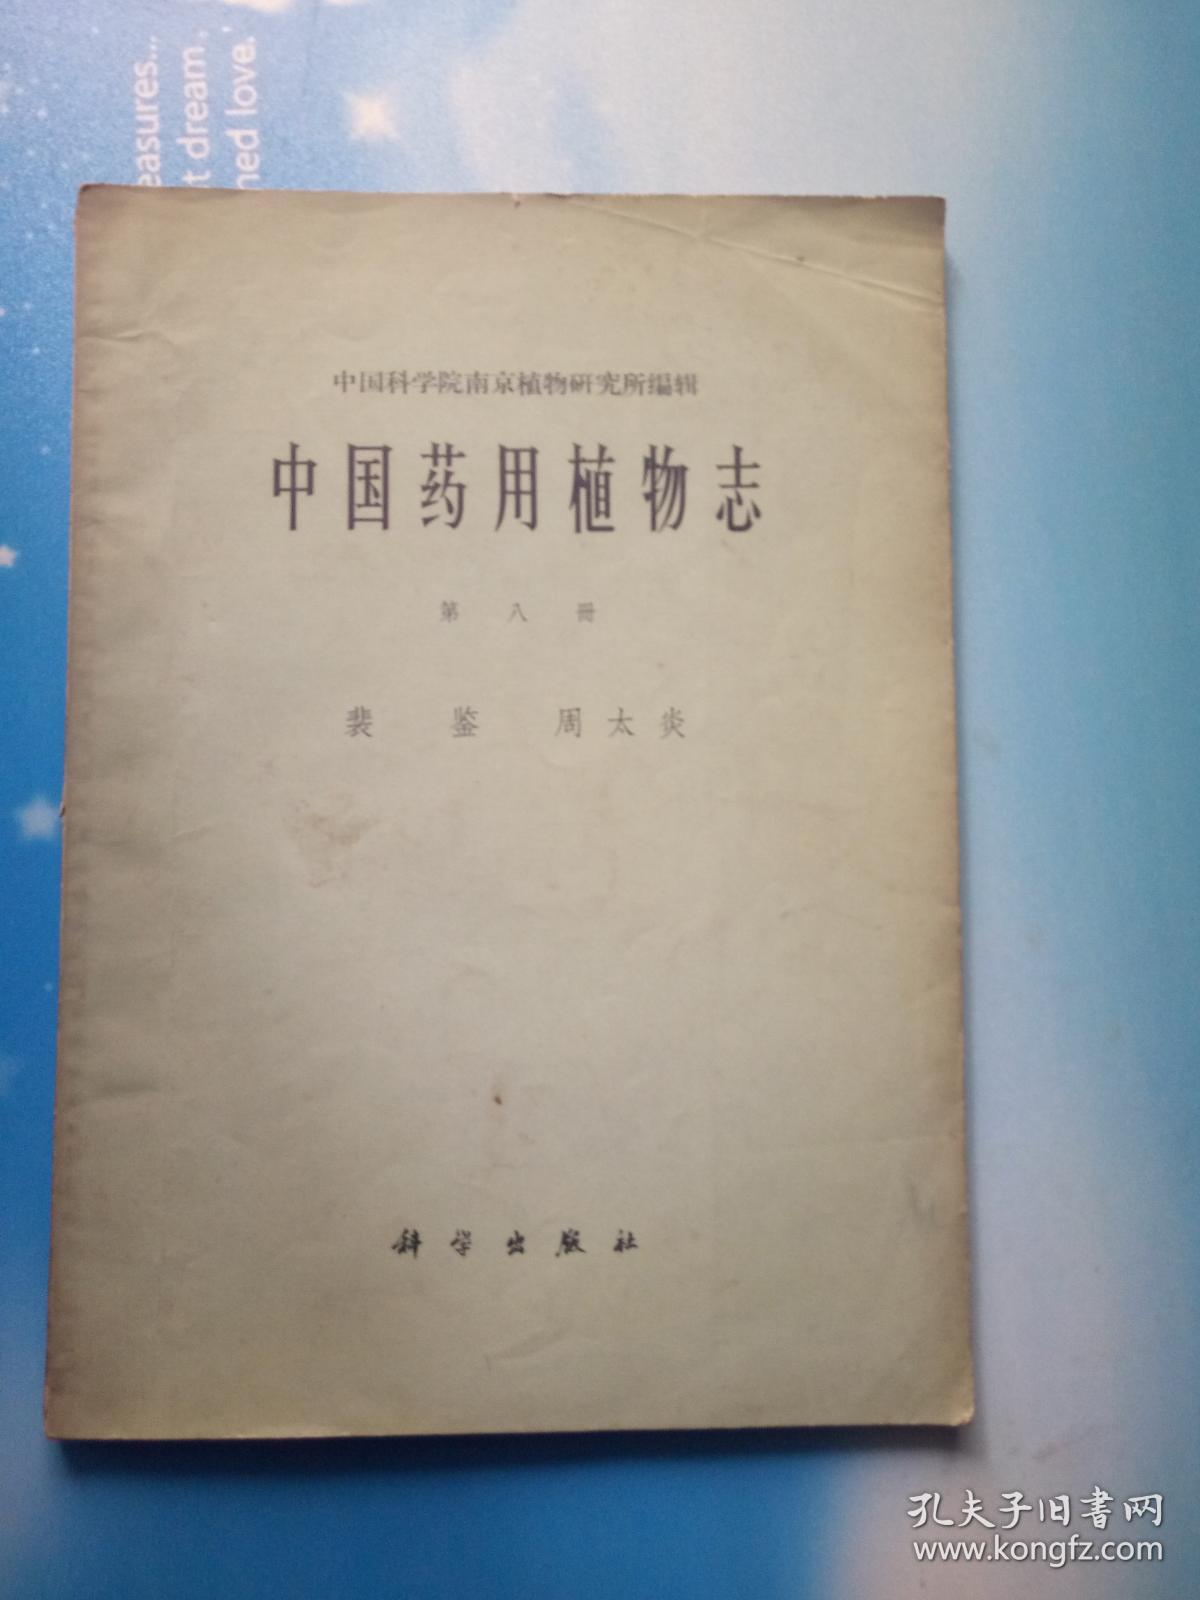 easures...
t dream,
ned love.'
中国科学院南京植物研究所编辑
中国药用植物志
第八冊
裴鉴 周太炎
科学出版社
孔夫子旧书网
www.kongfz.com